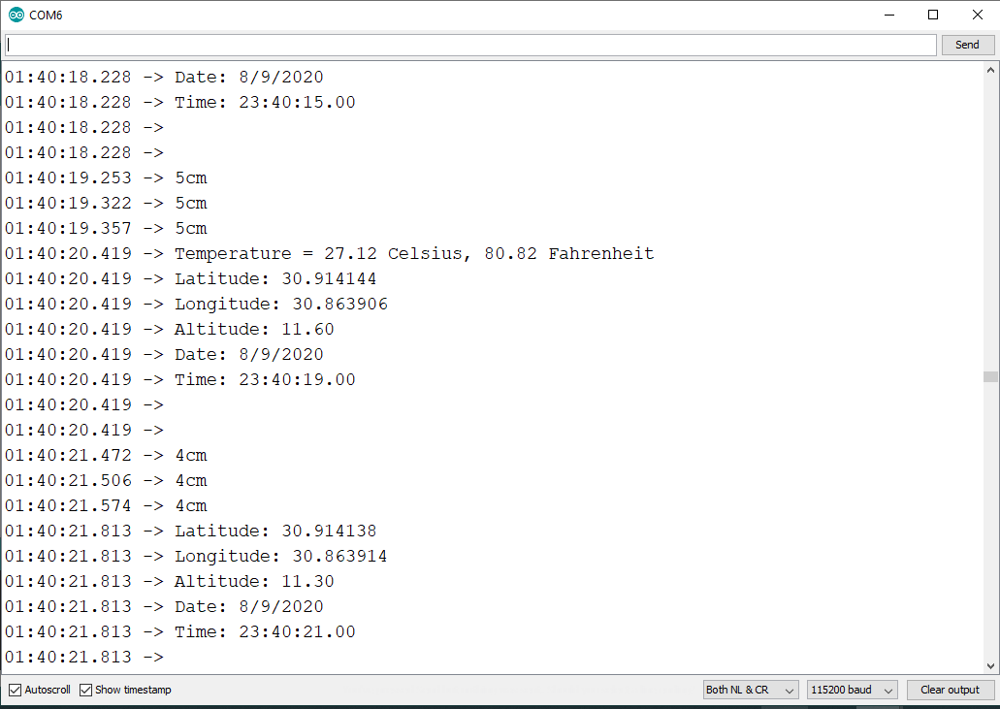 COM6
Send
01:40:18.228 -> Date: 8/9/2020
01:40:18.228 -> Time: 23:40:15.00
01:40:18.228 ->
01:40:18.228 ->
01:40:19.253 -> 5cm
01:40:19.322 -> 5cm
01:40:19.357 -> 5cm
01:40:20.419 -> Temperature = 27.12 Celsius, 80.82 Fahrenheit
01:40:20.419 -> Latitude: 30.914144
01:40:20.419 -> Longitude: 30.863906
01:40:20.419 -> Altitude: 11.60
01:40:20.419 -> Date: 8/9/2020
01:40:20.419 -> Time: 23:40:19.00
01:40:20.419 ->
01:40:20.419 ->
01:40:21.472 -> 4cm
01:40:21.506 -> 4cm
01:40:21.574 -> 4cm
01:40:21.813 -> Latitude: 30.914138
01:40:21.813 -> Longitude: 30.863914
01:40:21.813 -> Altitude: 11.30
01:40:21.813 -> Date: 8/9/2020
01:40:21.813 -> Time: 23:40:21.00
01:40:21.813 ->
Autoscroll Show timestamp Both NL & CR 115200 baud Clear output